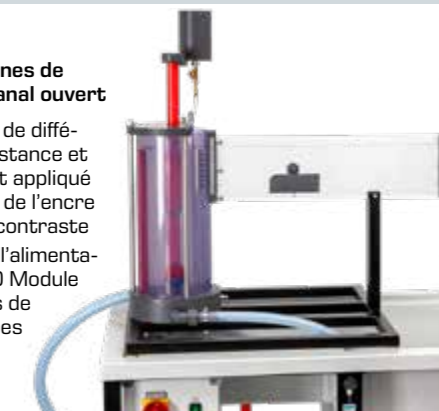 nes de
anal ouvert
de diffé-
stance et
t appliqué
de l'encre
contraste
l'alimenta-
Module
s de
es